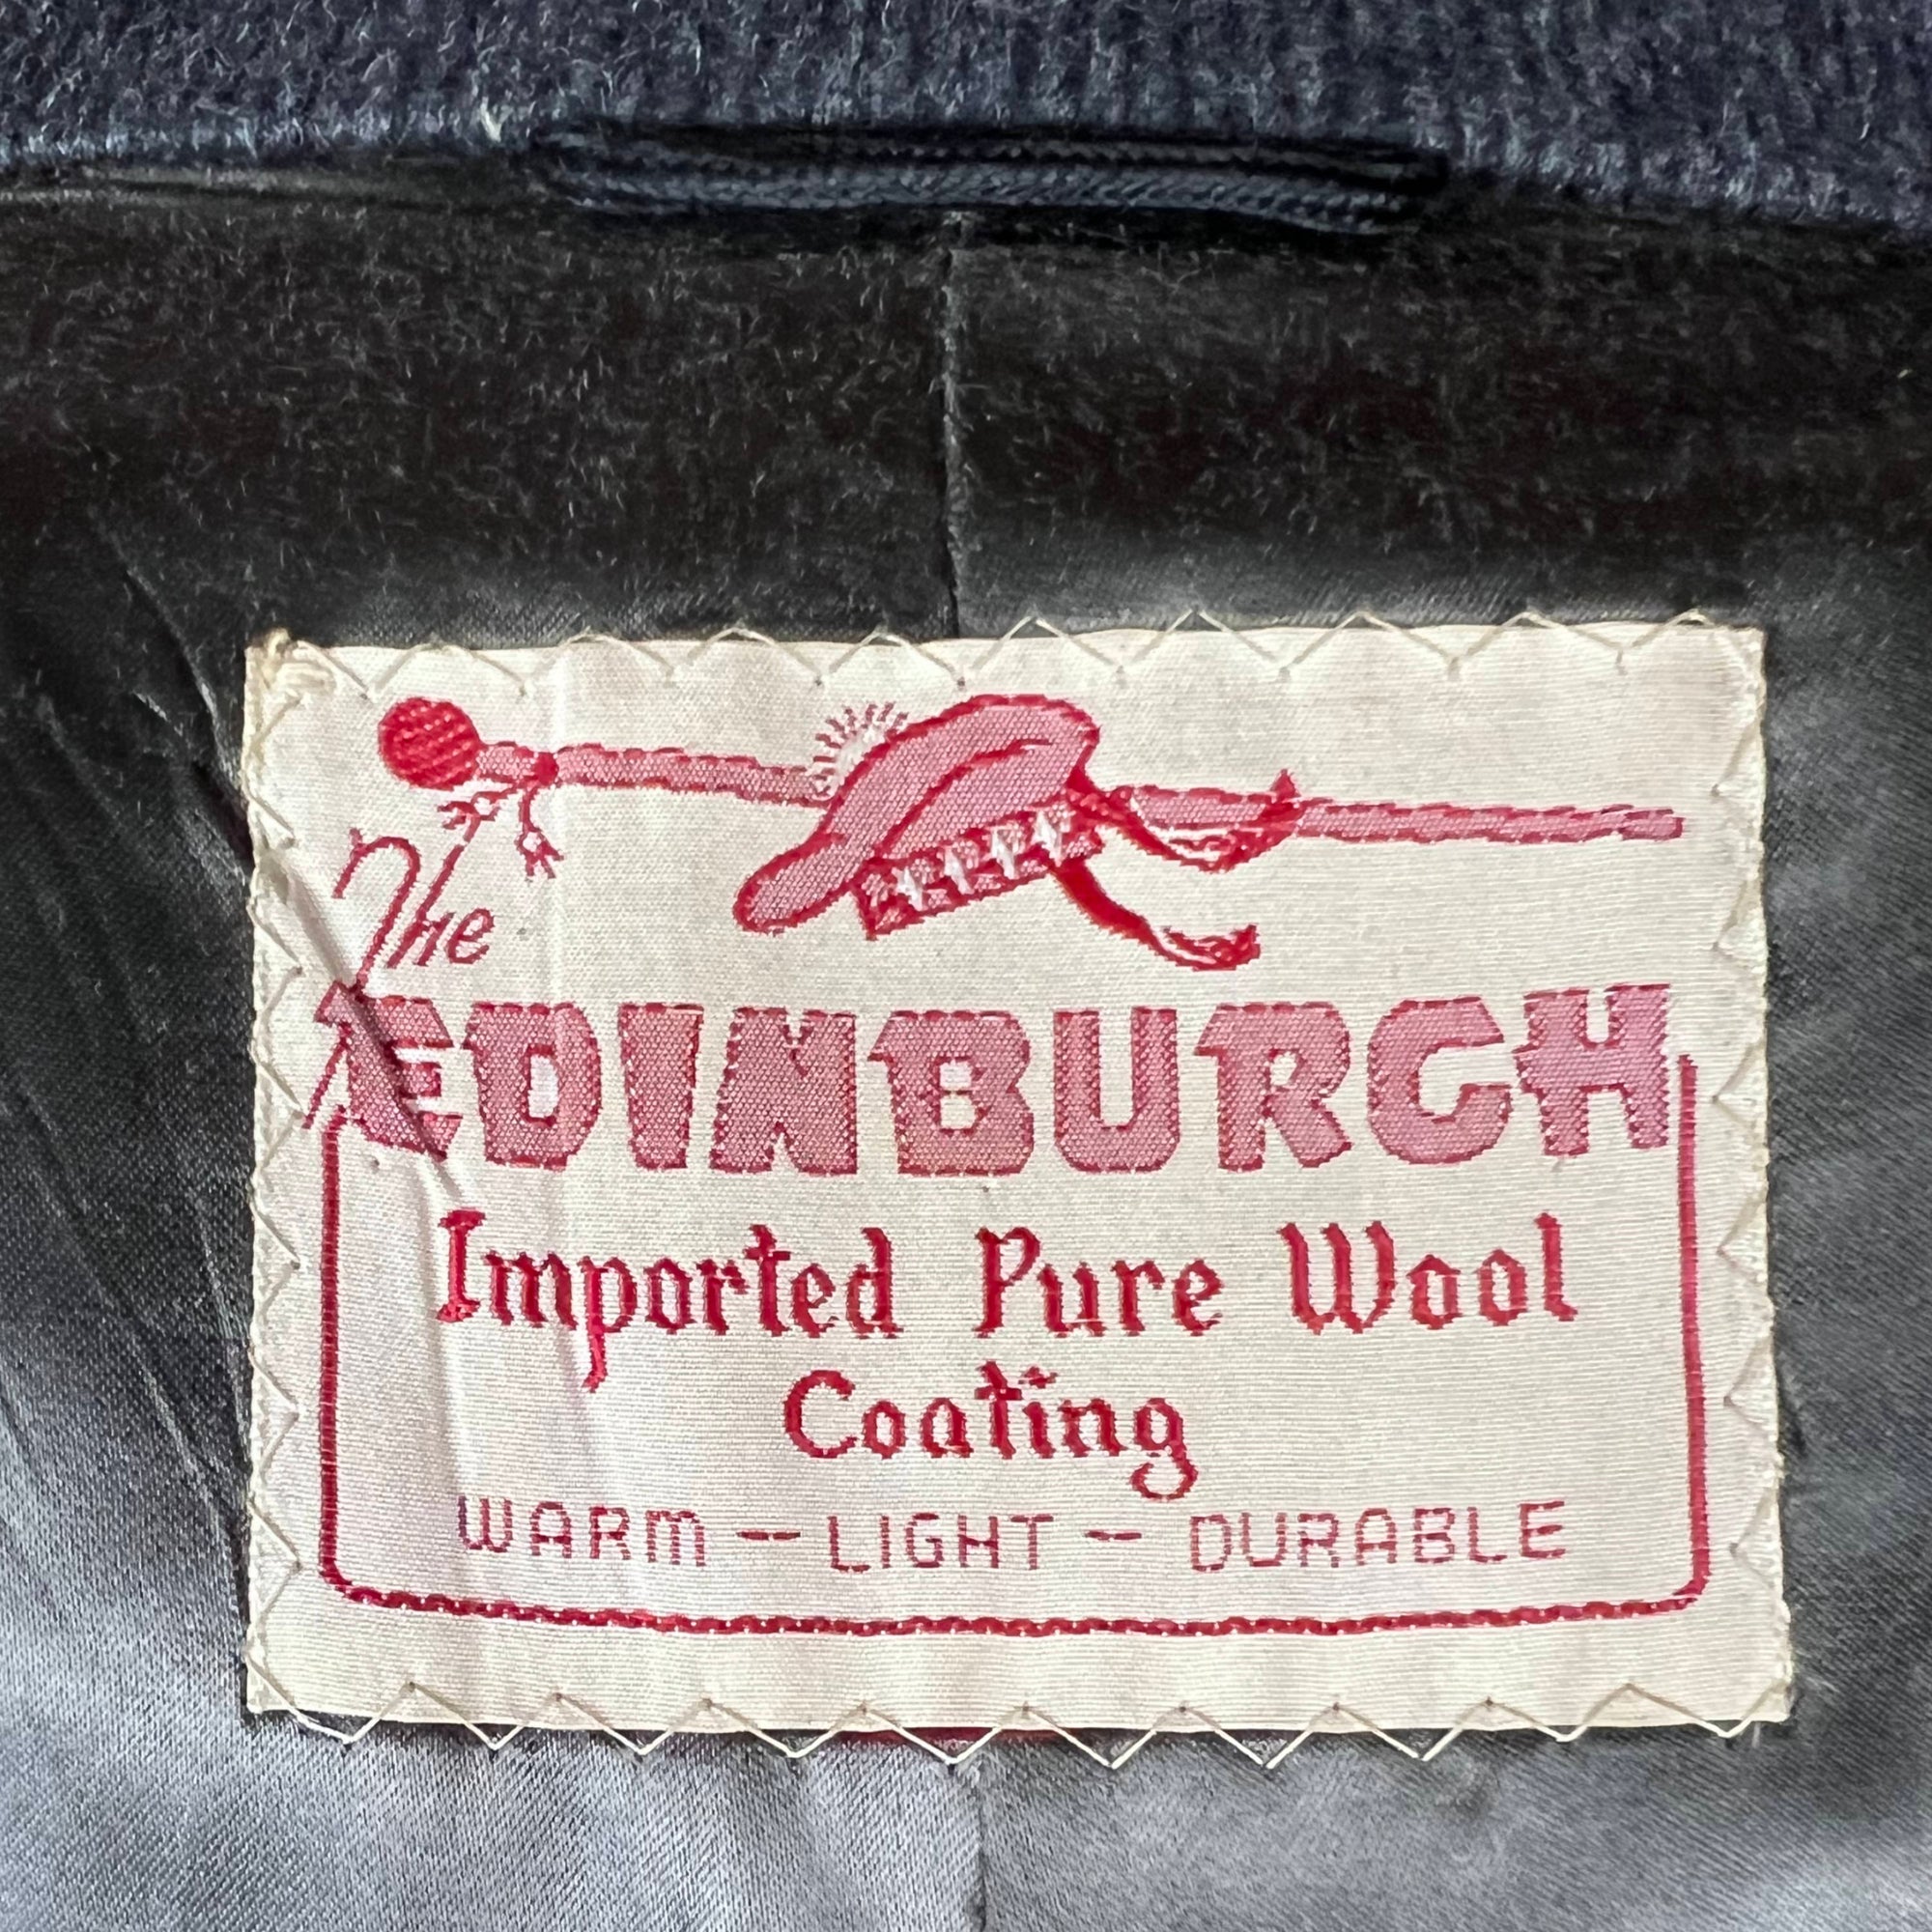 The
EDINBURGH
Imported Pure Wool
Coating
WARM – LIGHT – DURABLE